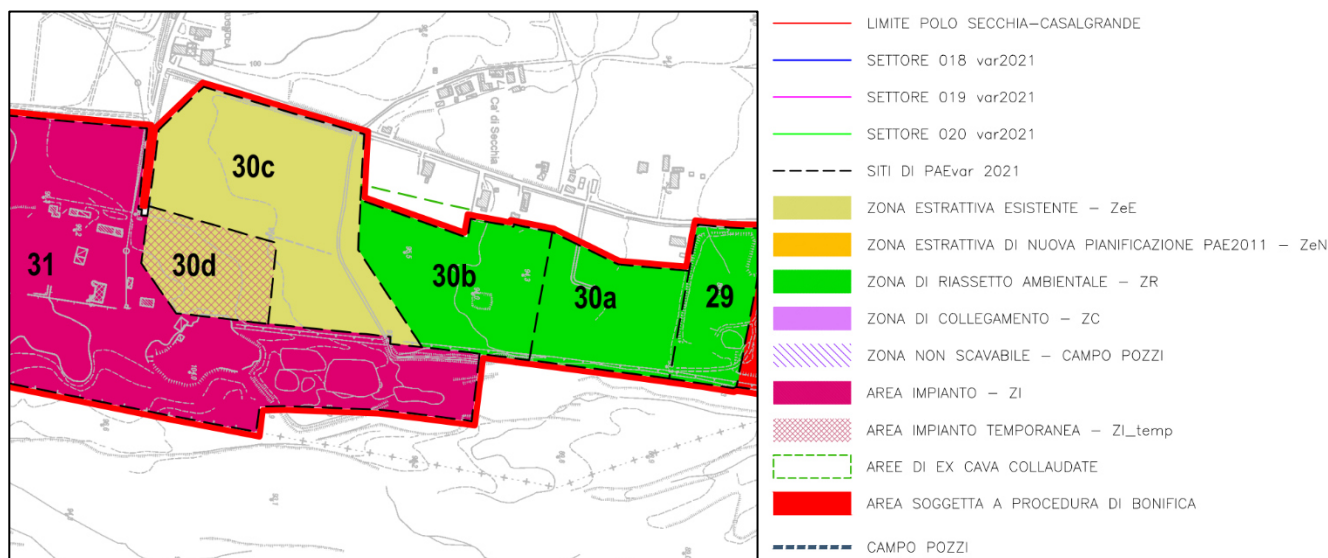 Ca' di Secchia
100
30c
30d
31
30b
30a
29
LIMITE POLO SECCHIA-CASALGRANDE
SETTORE 018 var2021
SETTORE 019 var2021
SETTORE 020 var2021
SITI DI PAEvar 2021
ZONA ESTRATTIVA ESISTENTE - ZeE
ZONA ESTRATTIVA DI NUOVA PIANIFICAZIONE PAE2011 - ZeN
ZONA DI RIASSETTO AMBIENTALE - ZR
ZONA DI COLLEGAMENTO - ZC
ZONA NON SCAVABILE - CAMPO POZZI
AREA IMPIANTO - ZI
AREA IMPIANTO TEMPORANEA - ZI_temp
AREE DI EX CAVA COLLAUDATE
AREA SOGGETTA A PROCEDURA DI BONIFICA
CAMPO POZZI